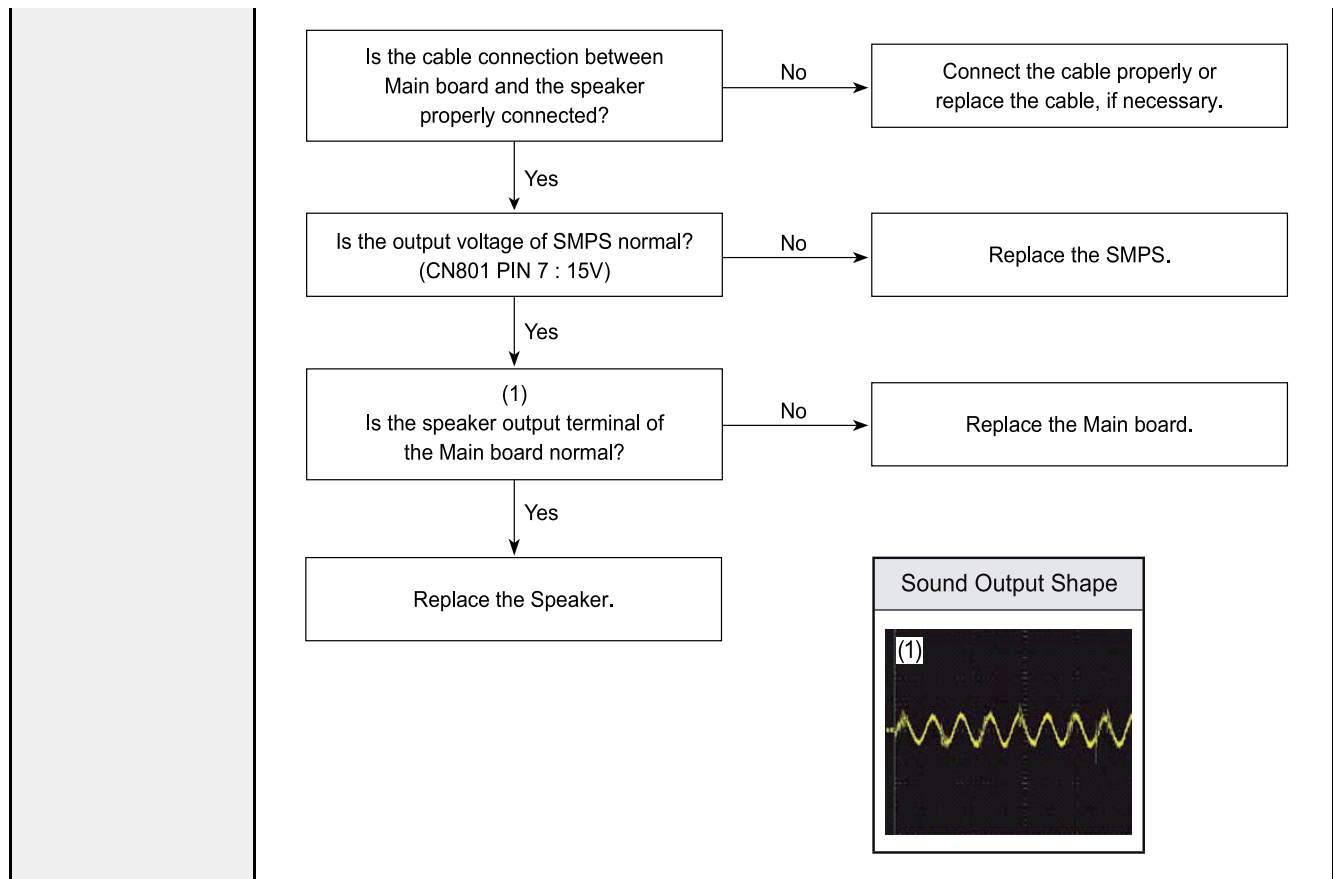 Is the cable connection between
Main board and the speaker
properly connected?
No
Connect the cable properly or
replace the cable, if necessary.
Yes
Is the output voltage of SMPS normal?
(CN801 PIN 7 : 15V)
No
Replace the SMPS.
Yes
(1)
Is the speaker output terminal of
the Main board normal?
No
Replace the Main board.
Yes
Replace the Speaker.
Sound Output Shape
(1)